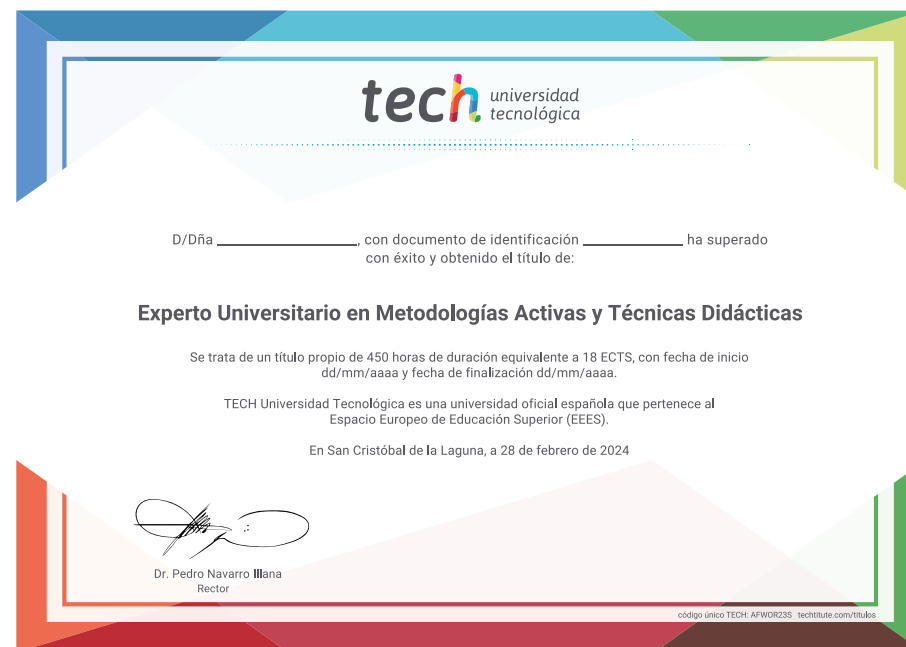 tech universidad
tecnológica
D/Dña ____________, con documento de identificación ____________ ha superado
con éxito y obtenido el título de:
Experto Universitario en Metodologías Activas y Técnicas Didácticas
Se trata de un título propio de 450 horas de duración equivalente a 18 ECTS, con fecha de inicio
dd/mm/aaaa y fecha de finalización dd/mm/aaaa.
TECH Universidad Tecnológica es una universidad oficial española que pertenece al
Espacio Europeo de Educación Superior (EEES).
En San Cristóbal de la Laguna, a 28 de febrero de 2024
Dr. Pedro Navarro Illana
Rector
código único TECH: AFWOR23S techtitute.com/titulos